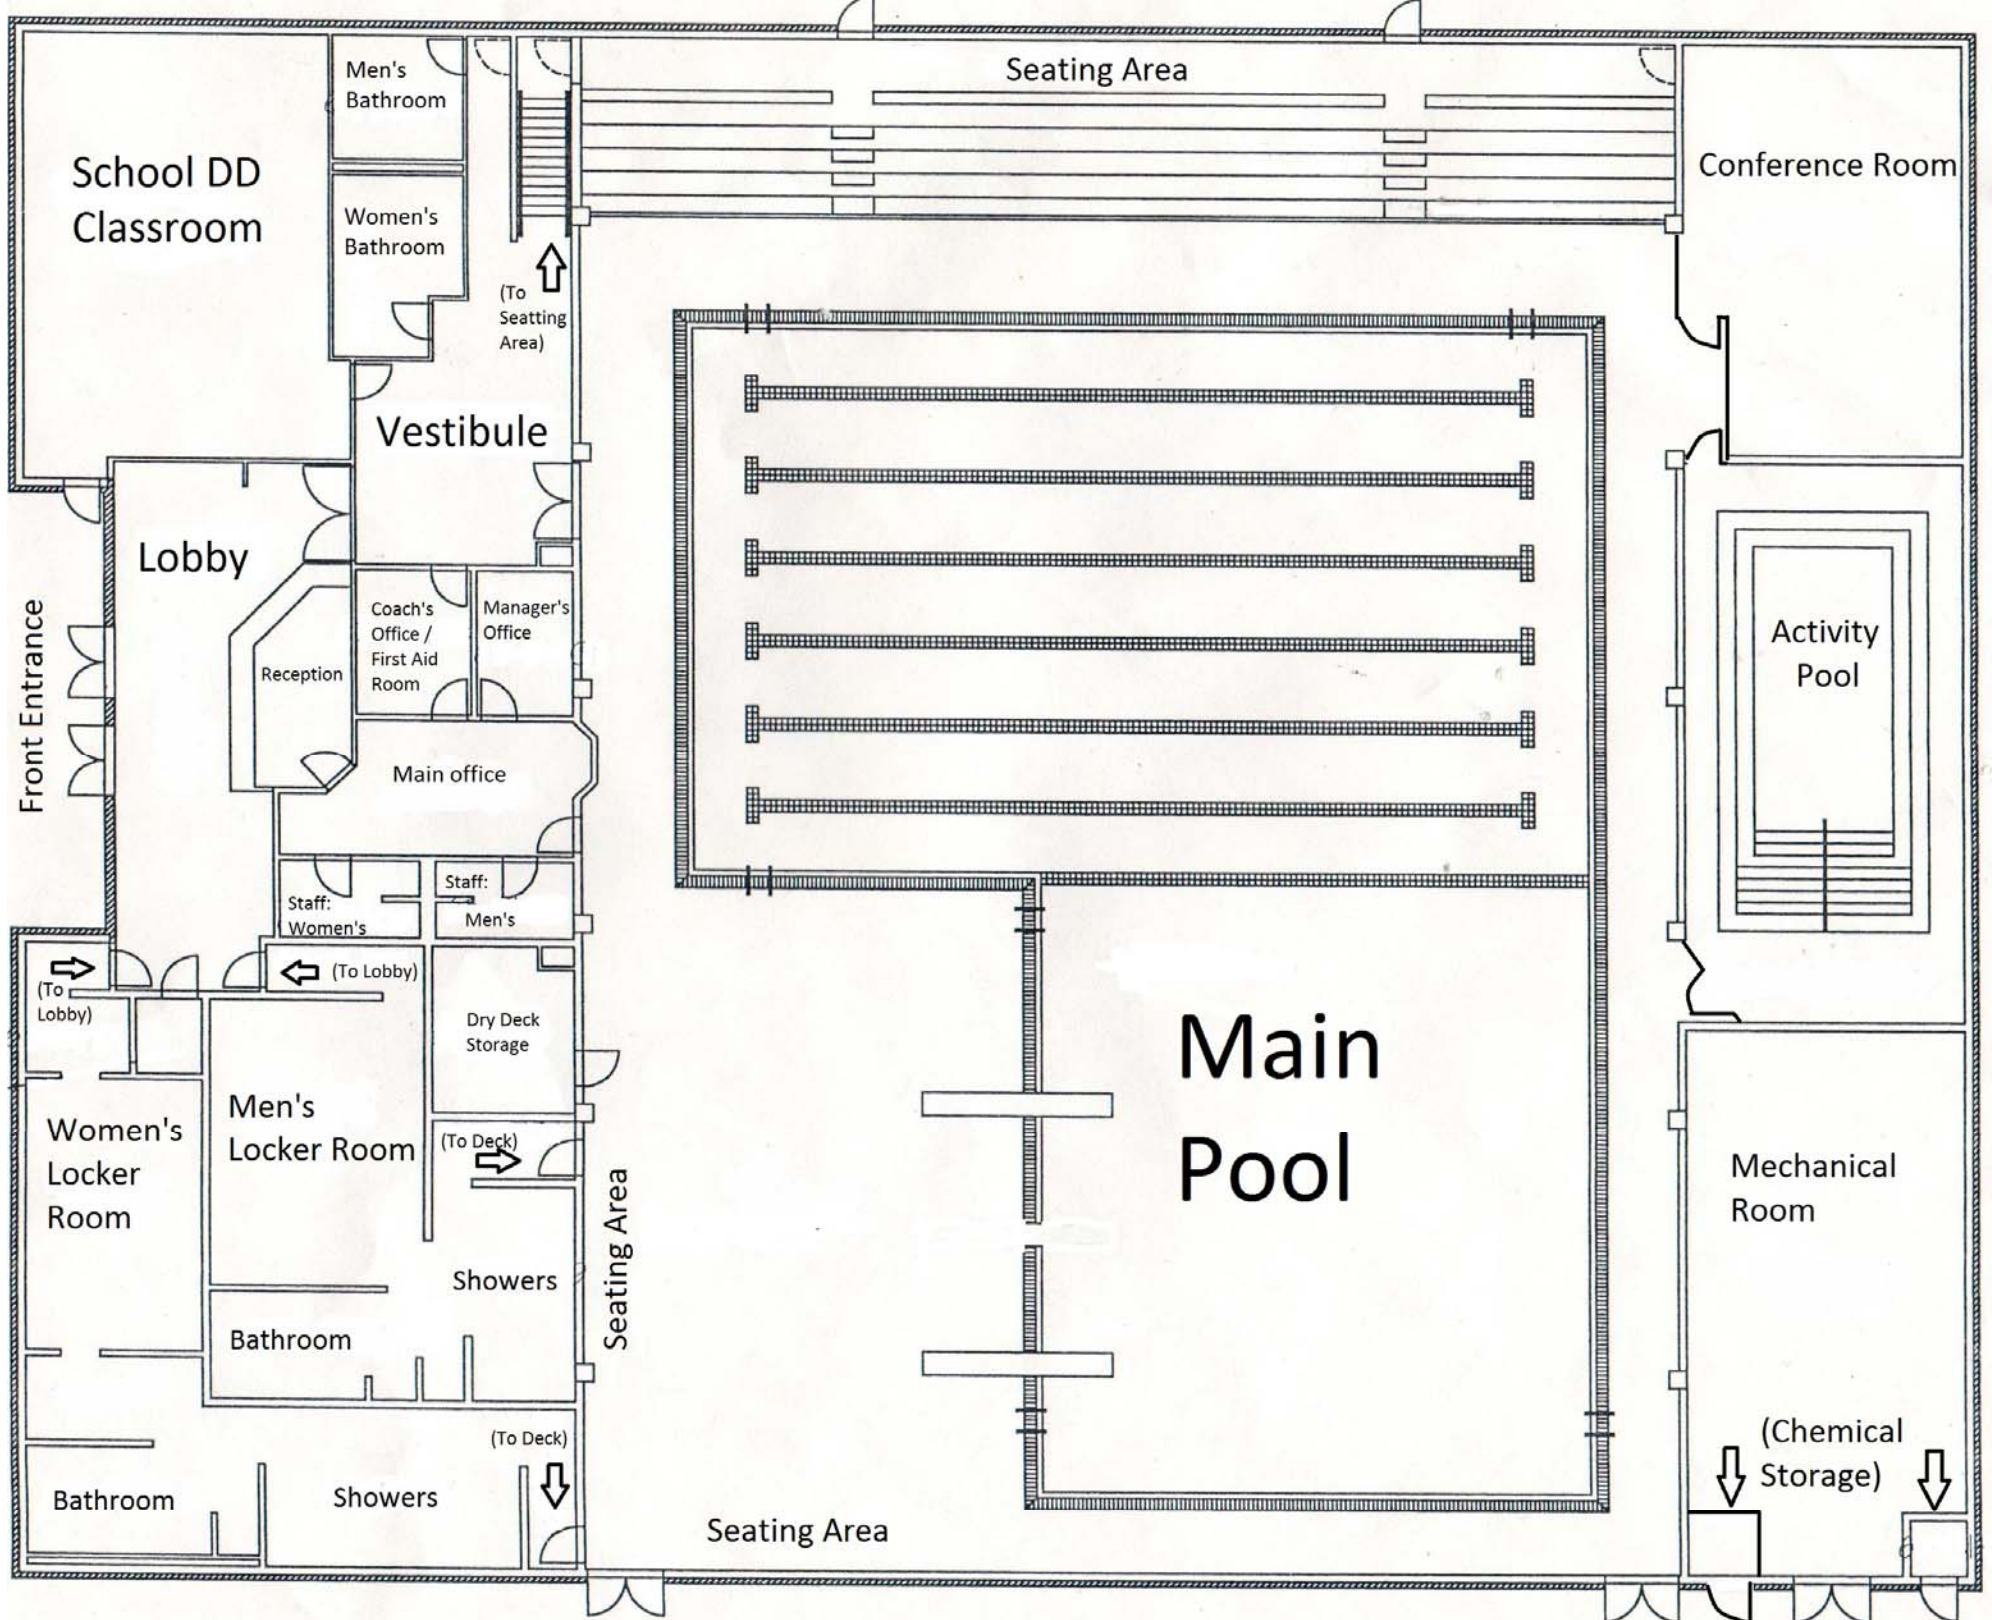 Men's
Bathroom
Seating Area
School DD
Classroom
Conference Room
Women's
Bathroom
(To
Seatting
Area)
Vestibule
Lobby
Front Entrance
Coach's
Office /
First Aid
Room
Manager's
Office
Reception
Activity
Pool
Main office
Staff:
Women's
Staff:
Men's
(To
Lobby)
(To Lobby)
Dry Deck
Storage
Main
Pool
Women's
Locker
Room
Men's
Locker Room
(To Deck)
Seating Area
Mechanical
Room
Showers
Bathroom
(To Deck)
(Chemical
Storage)
Bathroom
Showers
Seating Area